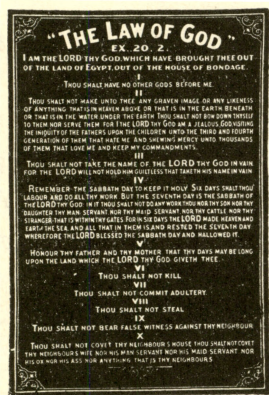 "THE LAW OF GOD"
EX. 20. 2.
I AM THE LORD THY GOD, WHICH HAVE BROUGHT THEE OUT
OF THE LAND OF EGYPT, OUT OF THE HOUSE OF BONDAGE.
I
THOU SHALT HAVE NO OTHER GODS BEFORE ME
II
THOU SHALT NOT MAKE UNTO THEE ANY GRAVEN IMAGE OR ANY LIKENESS
OF ANYTHING THAT IS IN HEAVEN ABOVE OR THAT IS IN THE EARTH BENEATH
OR THAT IS IN THE WATER UNDER THE EARTH THOU SHALT NOT BOW DOWN THYSELF
TO THEM NOR SERVE THEM FOR I THE LORD THY GOD AM A JEALOUS GOD VISITING
THE INIQUITY OF THE FATHERS UPON THE CHILDREN UNTO THE THIRD AND FOURTH
GENERATION OF THEM THAT HATE ME AND SHEWING MERCY UNTO THOUSANDS
OF THEM THAT LOVE ME AND KEEP MY COMMANDMENTS.
III
THOU SHALT NOT TAKE THE NAME OF THE LORD THY GOD IN VAIN
FOR THE LORD WILL NOT HOLD HIM GUILTLESS THAT TAKETH HIS NAME IN VAIN
IV
REMEMBER THE SABBATH DAY TO KEEP IT HOLY SIX DAYS SHALT THOU
LABOUR AND DO ALL THY WORK BUT THE SEVENTH DAY IS THE SABBATH OF
THE LORD THY GOD IN IT THOU SHALT NOT DO ANY WORK THOU NOR THY SON NOR THY
DAUGHTER THY MAN SERVANT NOR THY MAID SERVANT NOR THY CATTLE NOR THY
STRANGER THAT IS WITHIN THY GATES FOR IN SIX DAYS THE LORD MADE HEAVEN AND
EARTH THE SEA AND ALL THAT IN THEM IS AND RESTED THE SEVENTH DAY
WHEREFORE THE LORD BLESSED THE SABBATH DAY AND HALLOWED IT.
V
HONOUR THY FATHER AND THY MOTHER THAT THY DAYS MAY BE LONG
UPON THE LAND WHICH THE LORD THY GOD GIVETH THEE
VI
THOU SHALT NOT KILL
VII
THOU SHALT NOT COMMIT ADULTERY.
VIII
THOU SHALT NOT STEAL
IX
THOU SHALT NOT BEAR FALSE WITNESS AGAINST THY NEIGHBOUR
X
THOU SHALT NOT COVET THY NEIGHBOURS HOUSE THOU SHALT NOT COVET
THY NEIGHBOURS WIFE NOR HIS MAN SERVANT NOR HIS MAID SERVANT NOR
HIS OX NOR HIS ASS NOR ANYTHING THAT IS THY NEIGHBOURS